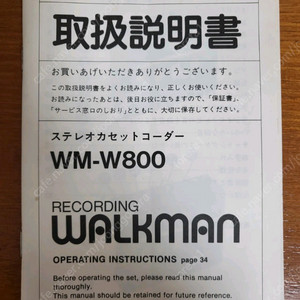 取扱説明書
お買いあげいただきありがとうございます。
この取扱説明書をよくお読みになり、正しくお使いください。
お読みになったあとは、後日お役に立ちますので、「保証書」、
「サービス窓口のしおり」とともに、大切に保存してください。
ステレオカセットコーダー
WM-W800
RECORDING
WALKMAN
OPERATING INSTRUCTIONS page 34
Before operating the set, please read this manual
thoroughly.
This manual should be retained for future reference.